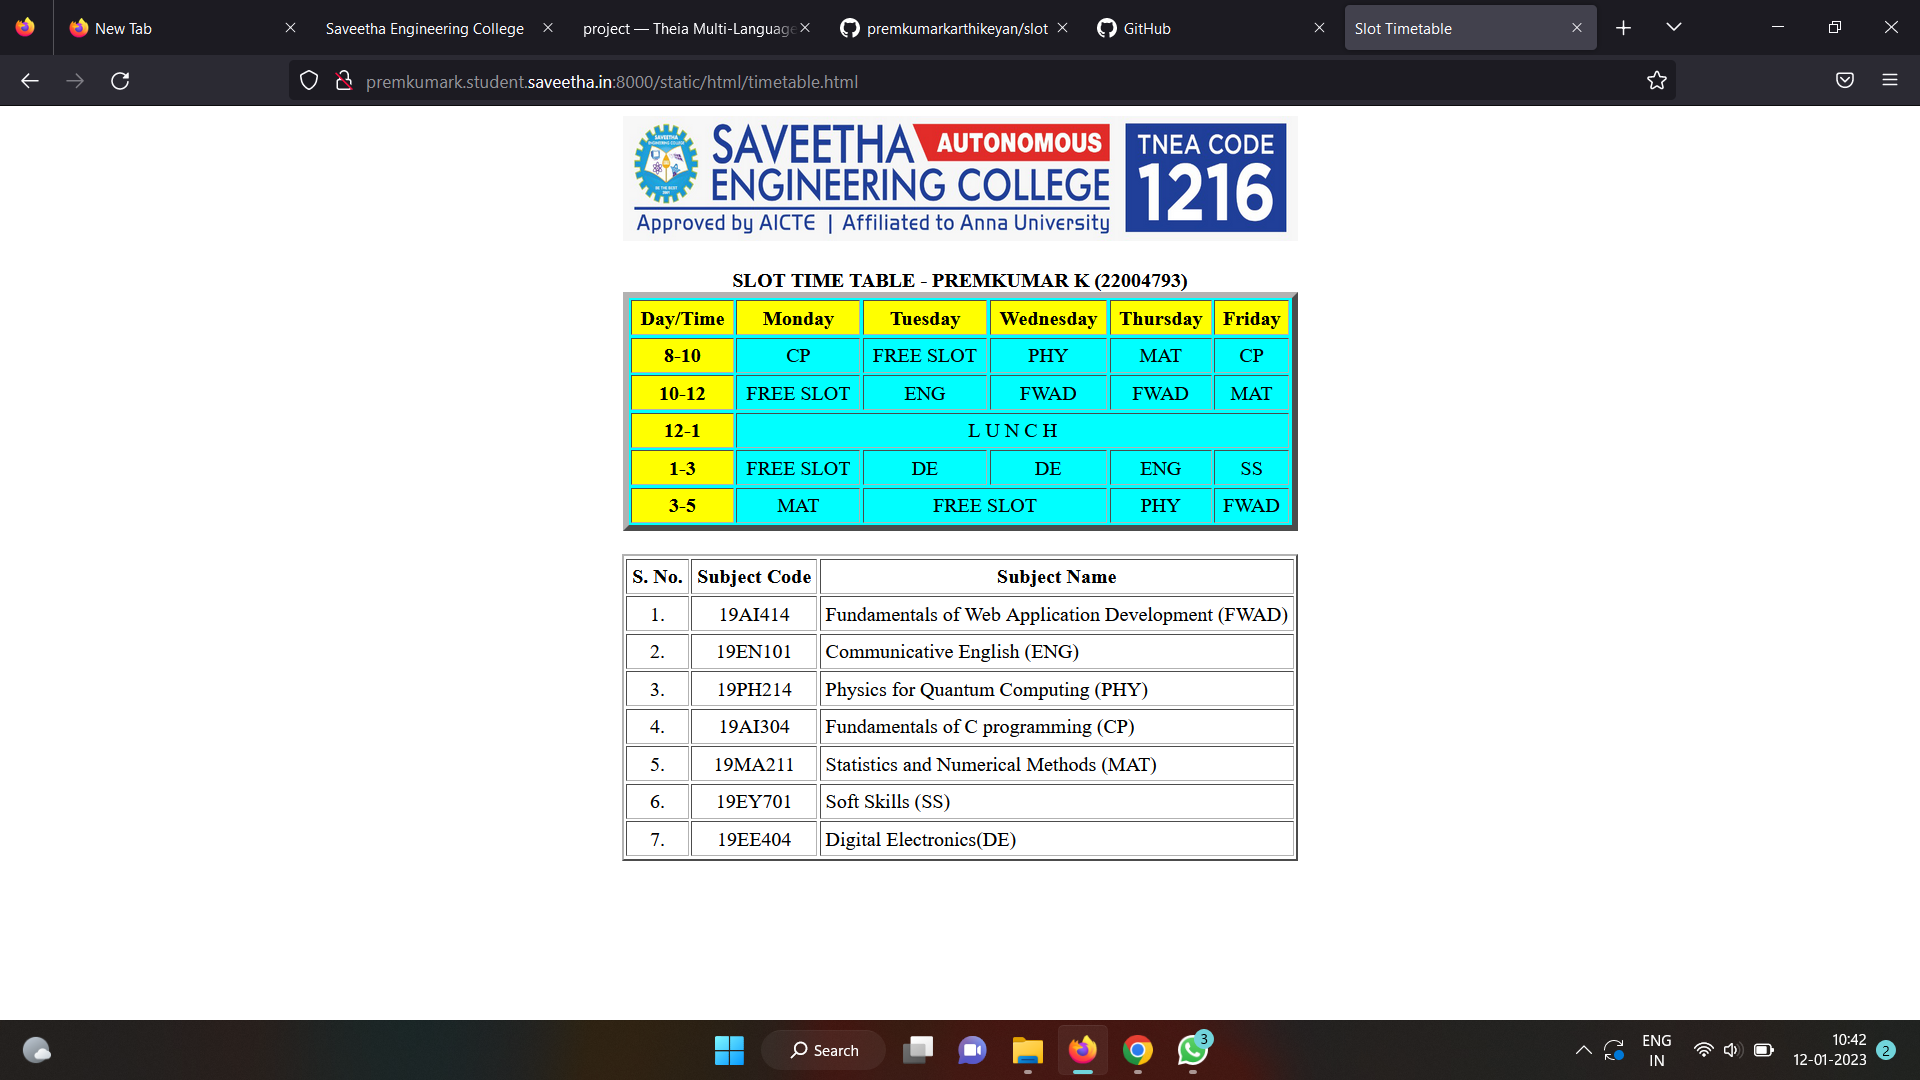 New Tab
Saveetha Engineering College
project — Theia Multi-Language
premkumarkarthikeyan/slot
GitHub
Slot Timetable
premkumark.student.saveetha.in:8000/static/html/timetable.html
SAVEETHA AUTONOMOUS
ENGINEERING COLLEGE
Approved by AICTE | Affiliated to Anna University
TNEA CODE
1216
SLOT TIME TABLE - PREMKUMAR K (22004793)
Day/Time Monday Tuesday Wednesday Thursday Friday
8-10 CP FREE SLOT PHY MAT CP
10-12 FREE SLOT ENG FWAD FWAD MAT
12-1 L U N C H
1-3 FREE SLOT DE DE ENG SS
3-5 MAT FREE SLOT PHY FWAD
S. No. Subject Code Subject Name
1. 19AI414 Fundamentals of Web Application Development (FWAD)
2. 19EN101 Communicative English (ENG)
3. 19PH214 Physics for Quantum Computing (PHY)
4. 19AI304 Fundamentals of C programming (CP)
5. 19MA211 Statistics and Numerical Methods (MAT)
6. 19EY701 Soft Skills (SS)
7. 19EE404 Digital Electronics(DE)
Search
3
ENG
IN
10:42
12-01-2023
2